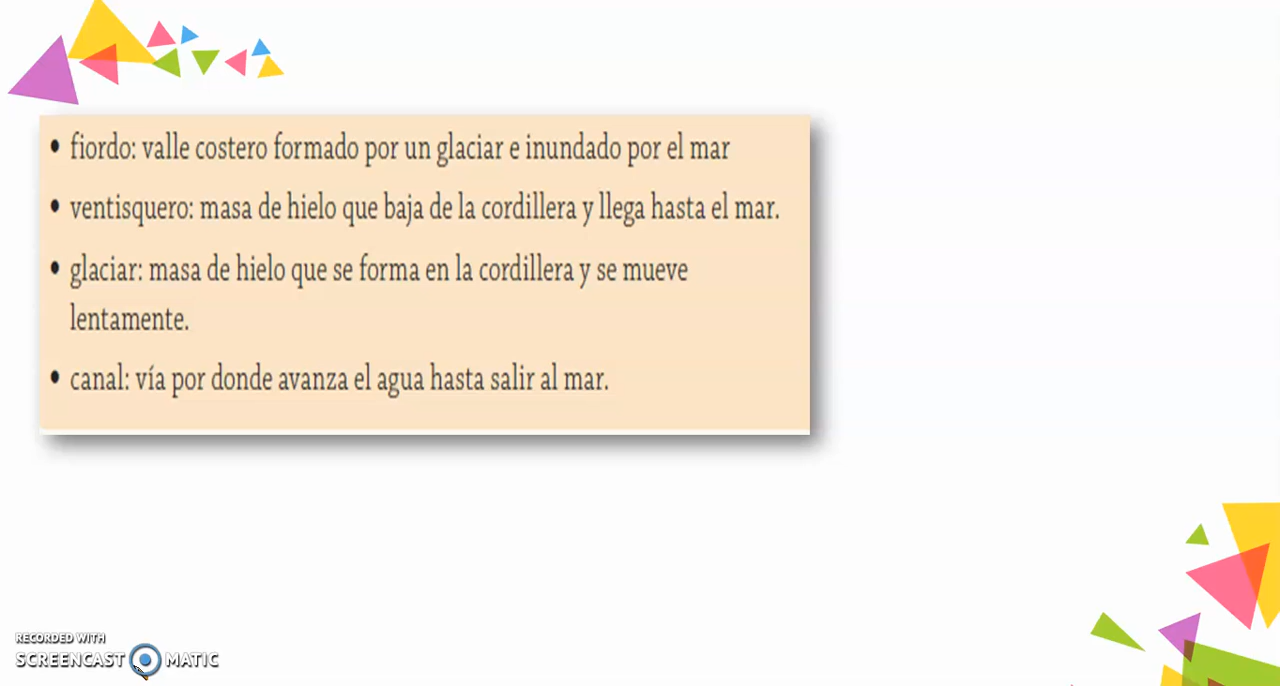 • fiordo: valle costero formado por un glaciar e inundado por el mar
• ventisquero: masa de hielo que baja de la cordillera y llega hasta el mar.
• glaciar: masa de hielo que se forma en la cordillera y se mueve
lentamente.
• canal: vía por donde avanza el agua hasta salir al mar.
RECORDED WITH
SCREENCAST MATIC